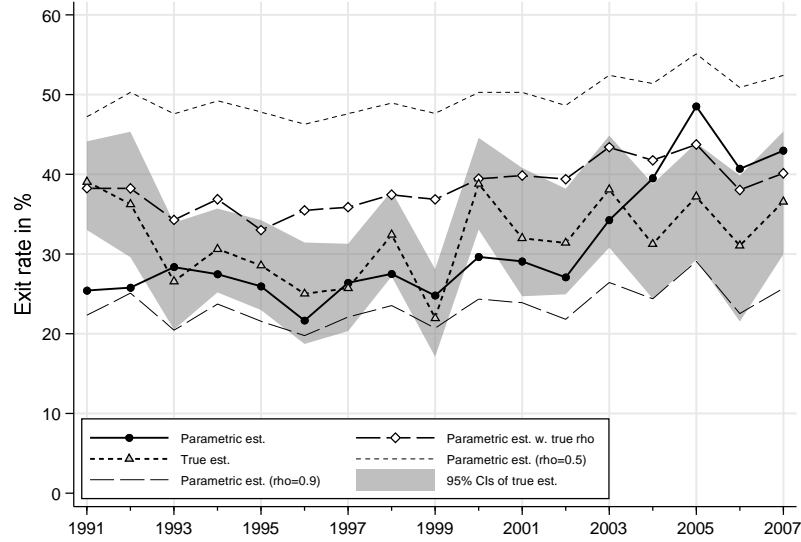 60
50
40
30
20
10
0
Exit rate in %
Parametric est.
Parametric est. w. true rho
True est.
Parametric est. (rho=0.5)
Parametric est. (rho=0.9)
95% CIs of true est.
1991 1993 1995 1997 1999 2001 2003 2005 2007